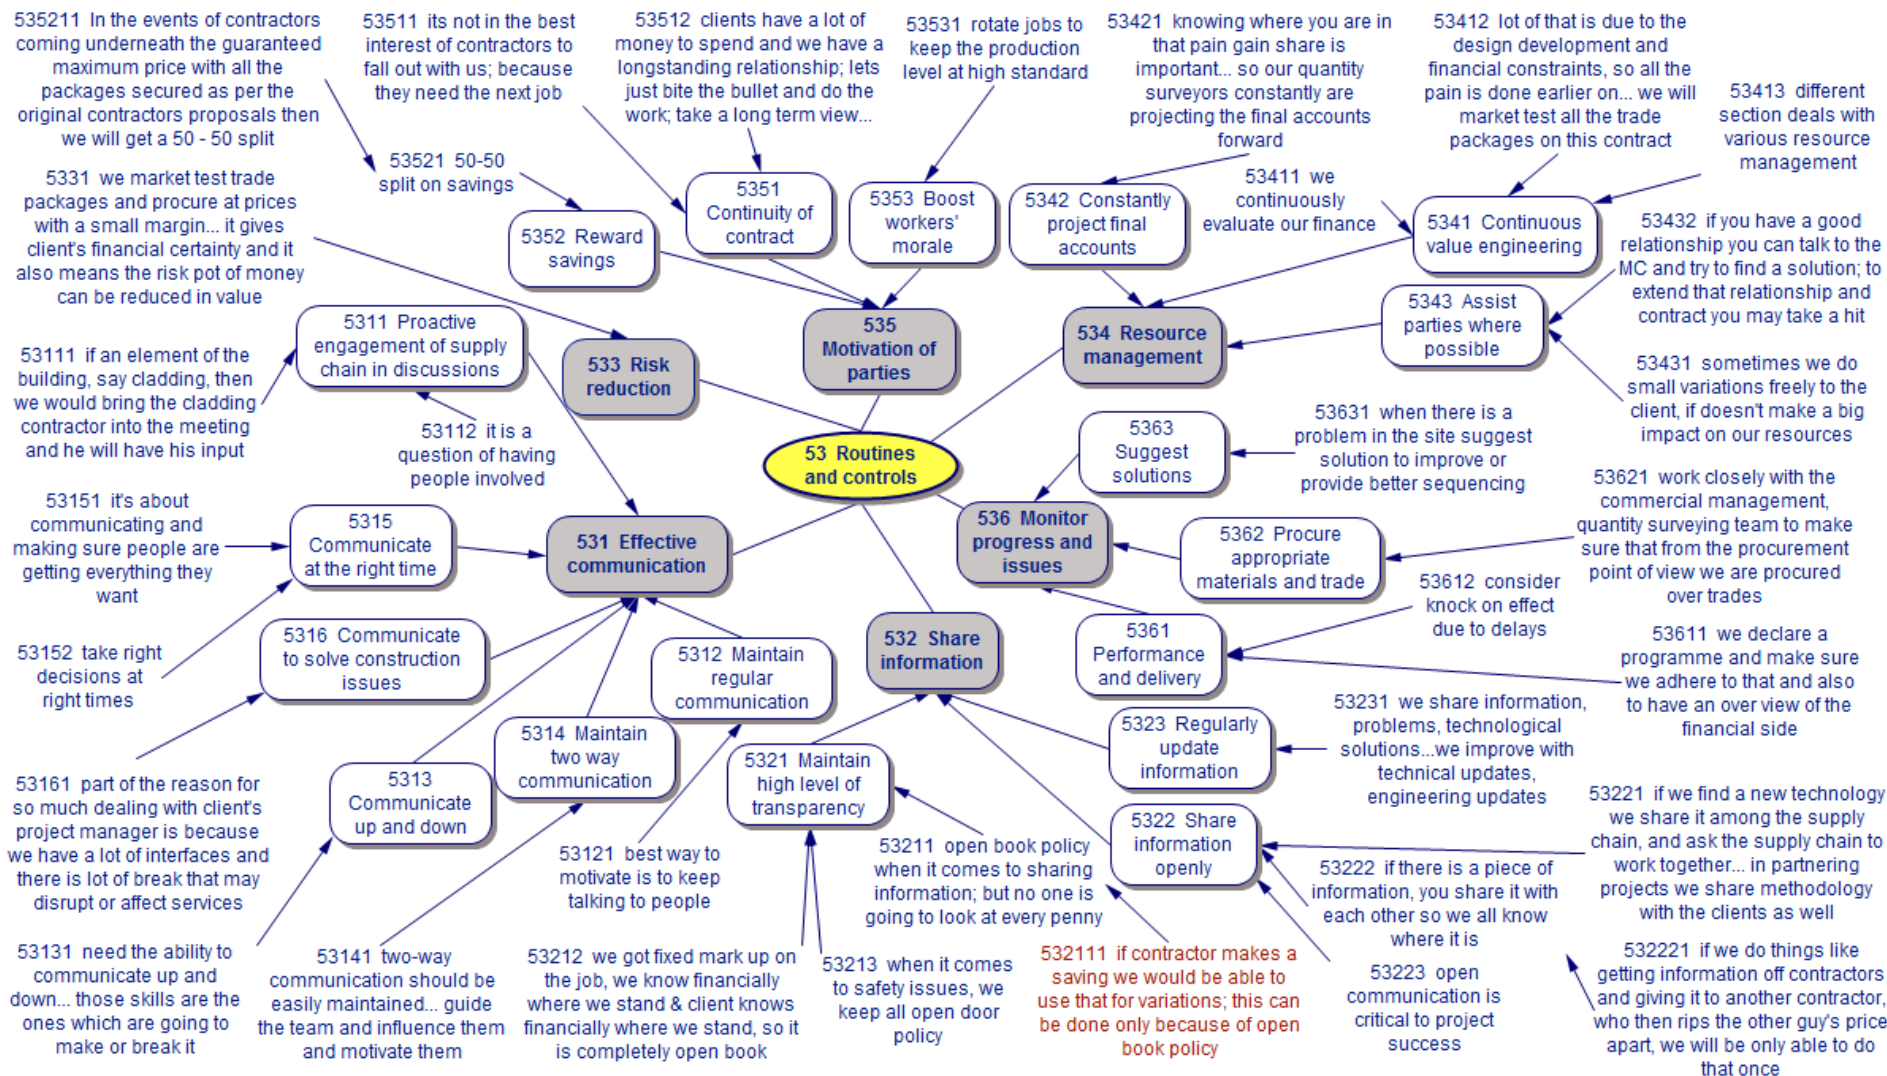 535211 In the events of contractors
coming underneath the guaranteed
maximum price with all the
packages secured as per the
original contractors proposals then
we will get a 50 - 50 split
53511 its not in the best
interest of contractors to
fall out with us; because
they need the next job
53512 clients have a lot of
money to spend and we have a
longstanding relationship; lets
just bite the bullet and do the
work; take a long term view...
53531 rotate jobs to
keep the production
level at high standard
53421 knowing where you are in
that pain gain share is
important... so our quantity
surveyors constantly are
projecting the final accounts
forward
53412 lot of that is due to the
design development and
financial constraints, so all the
pain is done earlier on... we will
market test all the trade
packages on this contract
53413 different
section deals with
various resource
management
53521 50-50
split on savings
5331 we market test trade
packages and procure at prices
with a small margin... it gives
client's financial certainty and it
also means the risk pot of money
can be reduced in value
5352 Reward
savings
5351
Continuity of
contract
5353 Boost
workers'
morale
5342 Constantly
project final
accounts
53411 we
continuously
evaluate our finance
5341 Continuous
value engineering
53432 if you have a good
relationship you can talk to the
MC and try to find a solution; to
extend that relationship and
contract you may take a hit
5311 Proactive
engagement of supply
chain in discussions
533 Risk
reduction
535
Motivation of
parties
534 Resource
management
5343 Assist
parties where
possible
53111 if an element of the
building, say cladding, then
we would bring the cladding
contractor into the meeting
and he will have his input
53112 it is a
question of having
people involved
53 Routines
and controls
5363
Suggest
solutions
53631 when there is a
problem in the site suggest
solution to improve or
provide better sequencing
53431 sometimes we do
small variations freely to the
client, if doesn't make a big
impact on our resources
53151 it's about
communicating and
making sure people are
getting everything they
want
5315
Communicate
at the right time
531 Effective
communication
536 Monitor
progress and
issues
5362 Procure
appropriate
materials and trade
53621 work closely with the
commercial management,
quantity surveying team to make
sure that from the procurement
point of view we are procured
over trades
53612 consider
knock on effect
due to delays
53152 take right
decisions at
right times
5316 Communicate
to solve construction
issues
5312 Maintain
regular
communication
532 Share
information
5361
Performance
and delivery
53611 we declare a
programme and make sure
we adhere to that and also
to have an over view of the
financial side
5314 Maintain
two way
communication
5313
Communicate
up and down
5321 Maintain
high level of
transparency
5323 Regularly
update
information
53231 we share information,
problems, technological
solutions...we improve with
technical updates,
engineering updates
53161 part of the reason for
so much dealing with client's
project manager is because
we have a lot of interfaces and
there is lot of break that may
disrupt or affect services
53121 best way to
motivate is to keep
talking to people
53211 open book policy
when it comes to sharing
information; but no one is
going to look at every penny
5322 Share
information
openly
53222 if there is a piece of
information, you share it with
each other so we all know
where it is
53221 if we find a new technology
we share it among the supply
chain, and ask the supply chain to
work together... in partnering
projects we share methodology
with the clients as well
53131 need the ability to
communicate up and
down... those skills are the
ones which are going to
make or break it
53141 two-way
communication should be
easily maintained... guide
the team and influence them
and motivate them
53212 we got fixed mark up on
the job, we know financially
where we stand & client knows
financially where we stand, so it
is completely open book
53213 when it comes
to safety issues, we
keep all open door
policy
532111 if contractor makes a
saving we would be able to
use that for variations; this can
be done only because of open
book policy
53223 open
communication is
critical to project
success
532221 if we do things like
getting information off contractors
and giving it to another contractor,
who then rips the other guy's price
apart, we will be only able to do
that once